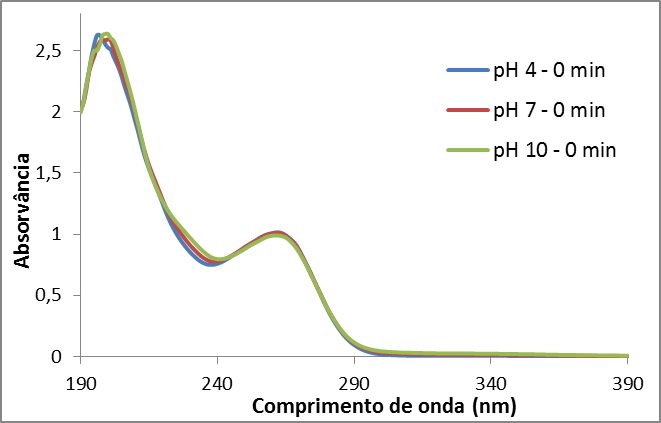 2,5
2
1,5
1
0,5
0
Absorvância
pH 4 - 0 min
pH 7 - 0 min
pH 10 - 0 min
190 240 290 340 390
Comprimento de onda (nm)